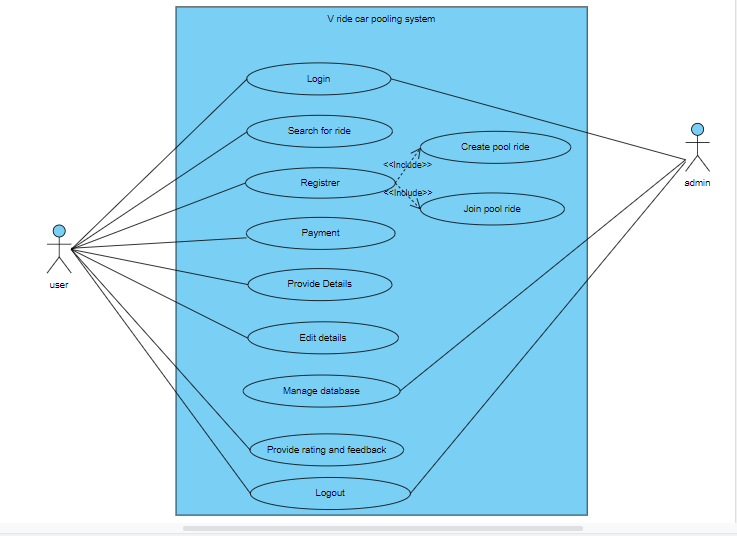 V ride car pooling system
Login
Search for ride
Create pool ride
<<Include>>
Registrer
<<Include>>
Join pool ride
Payment
Provide Details
Edit details
Manage database
Provide rating and feedback
Logout
user
admin